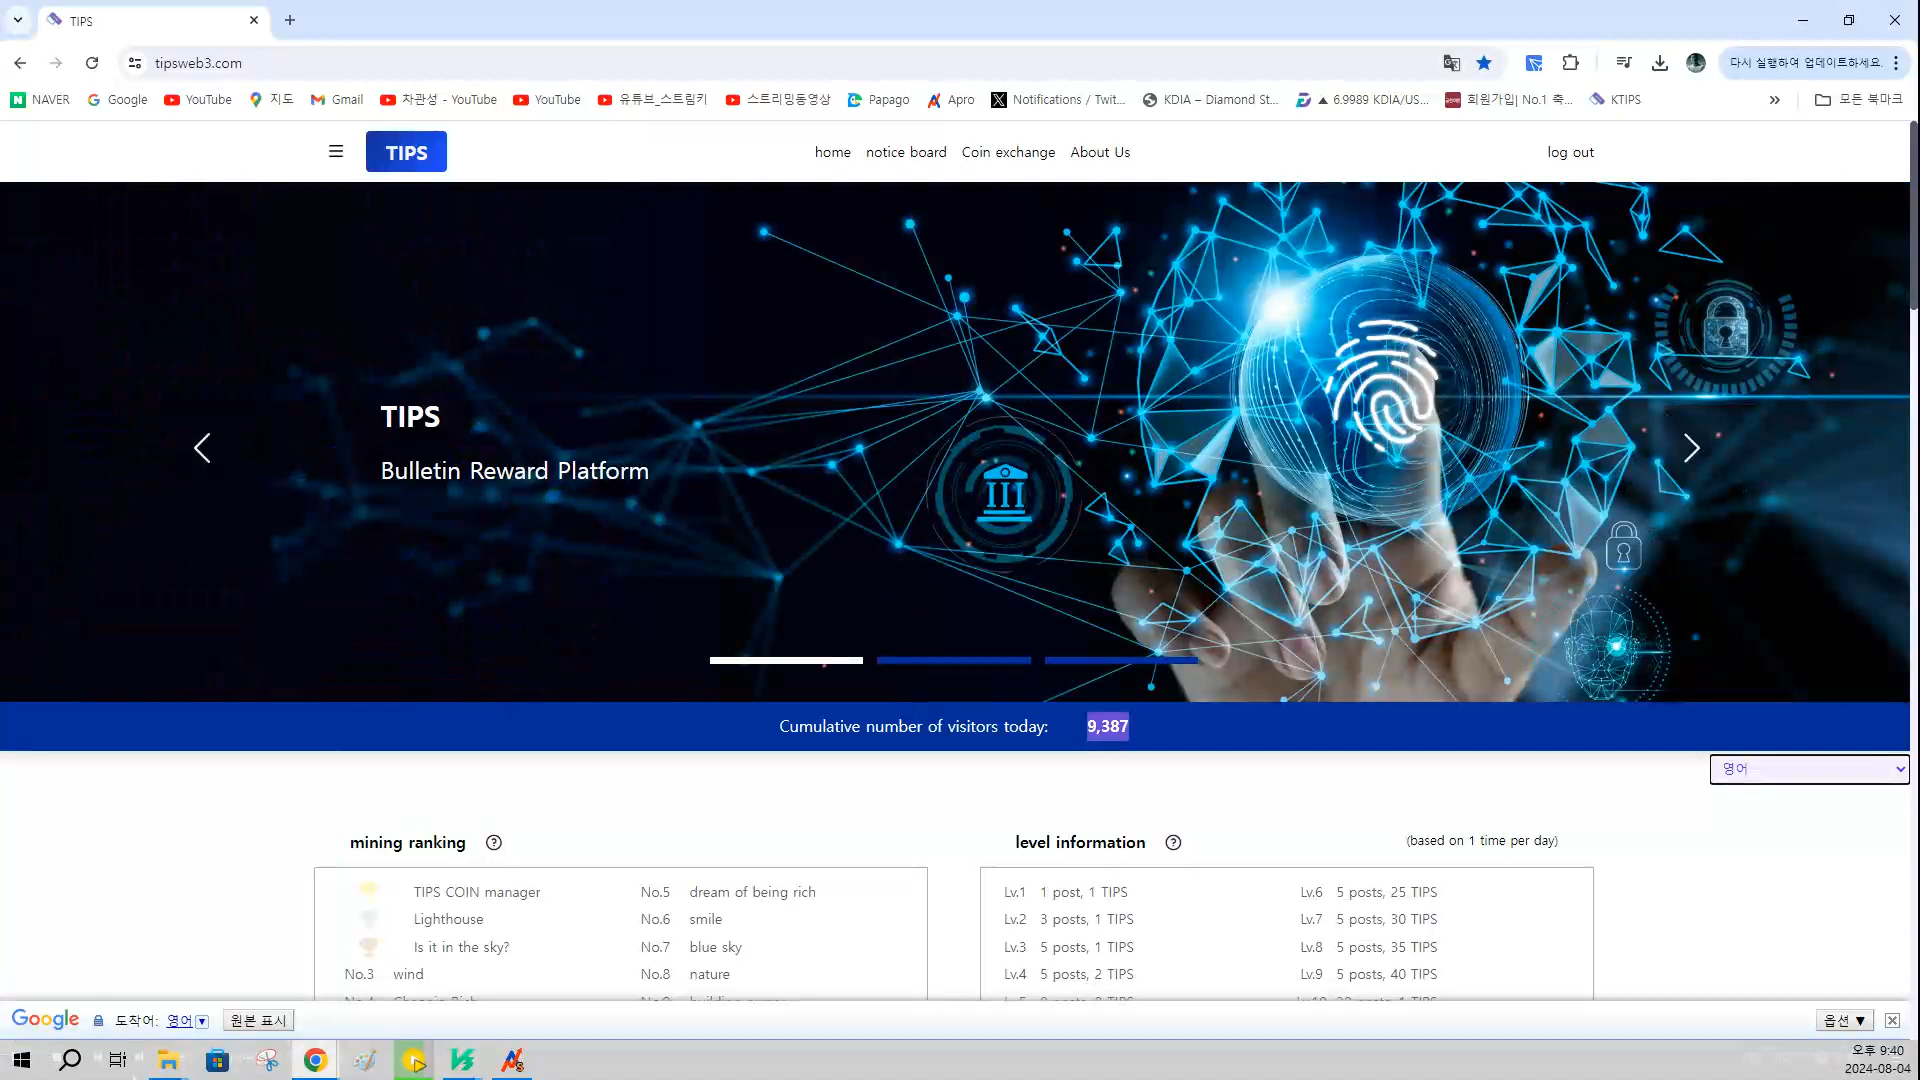 TIPS
tipsweb3.com
다시 실행하여 업데이트하세요.
NAVER
Google
YouTube
지도
Gmail
차관성 - YouTube
YouTube
유튜브_스트림키
스트리밍동영상
Papago
Apro
Notifications / Twit...
KDIA – Diamond St...
▲ 6.9989 KDIA/US...
회원가입| No.1 축...
KTIPS
»
모든 북마크
TIPS
home
notice board
Coin exchange
About Us
log out
TIPS
Bulletin Reward Platform
Cumulative number of visitors today: 9,387
영어
mining ranking
level information
(based on 1 time per day)
TIPS COIN manager
No.5 dream of being rich
Lighthouse
No.6 smile
Is it in the sky?
No.7 blue sky
No.3 wind
No.8 nature
Lv.1 1 post, 1 TIPS
Lv.6 5 posts, 25 TIPS
Lv.2 3 posts, 1 TIPS
Lv.7 5 posts, 30 TIPS
Lv.3 5 posts, 1 TIPS
Lv.8 5 posts, 35 TIPS
Lv.4 5 posts, 2 TIPS
Lv.9 5 posts, 40 TIPS
Google 도착어: 영어▼ 원본 표시
옵션 ▼
오후 9:40
2024-08-04